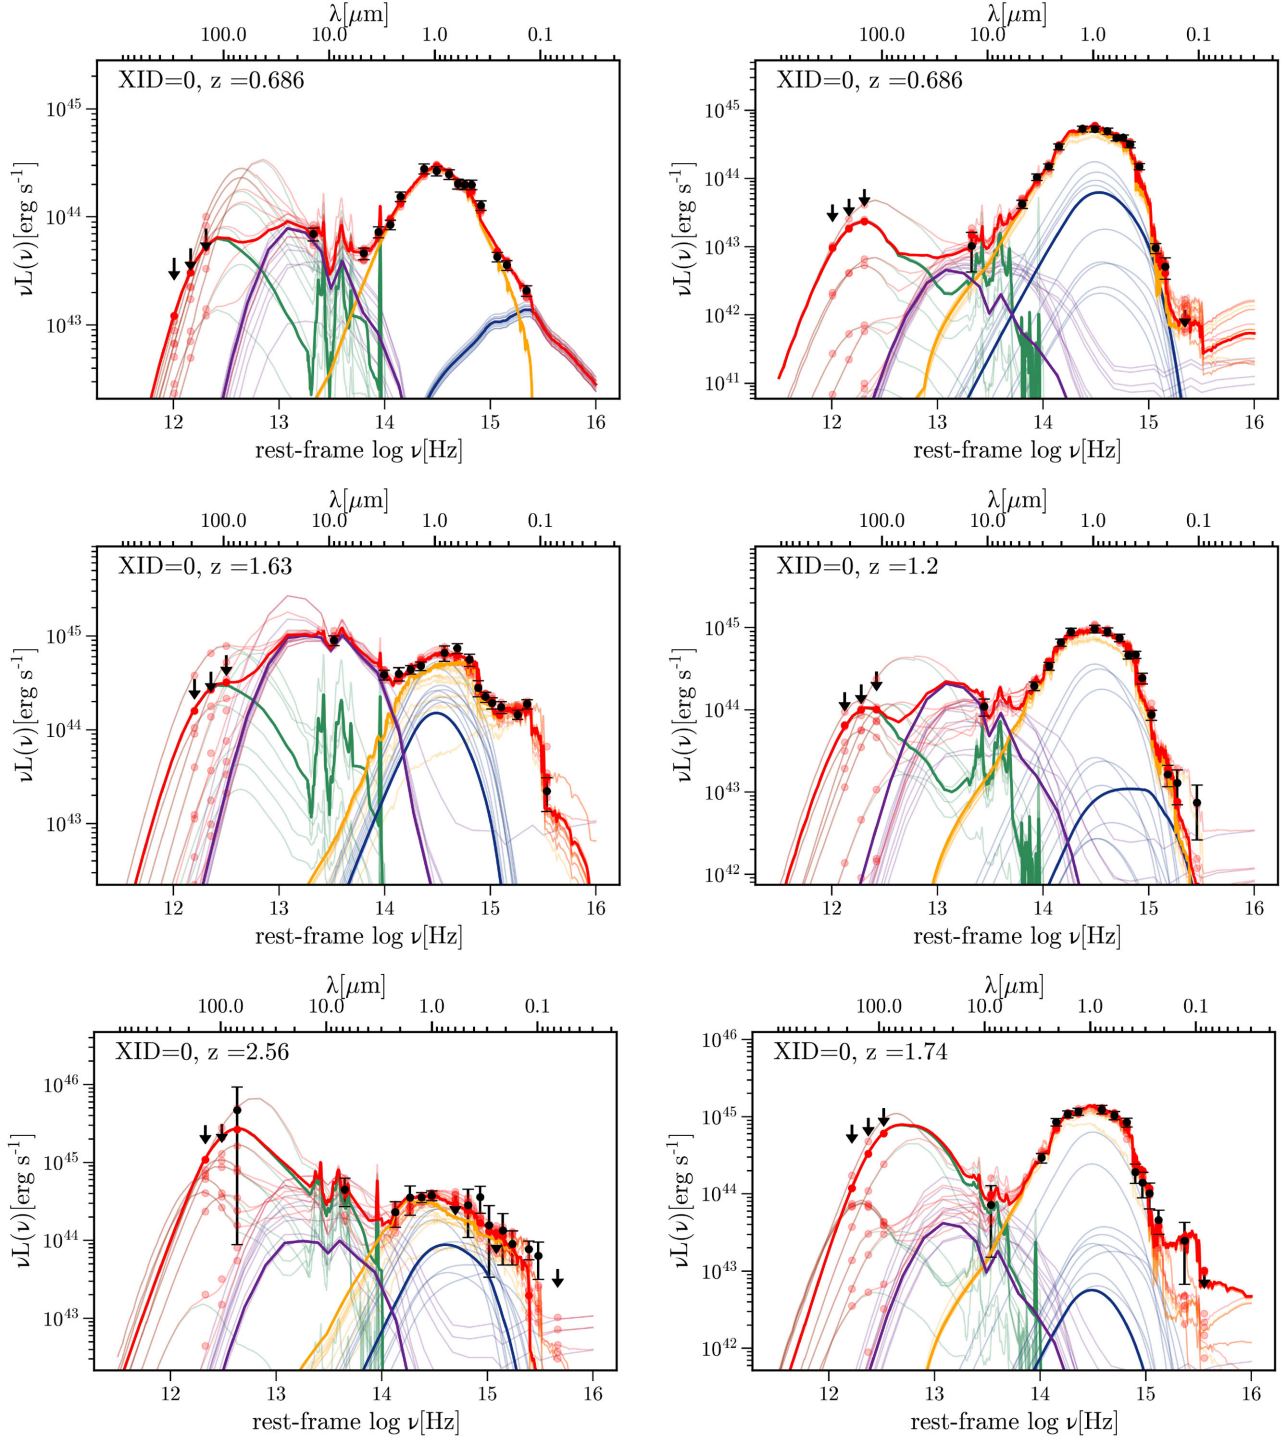 λ[μm] λ[μm]
100.0 10.0 1.0 0.1 100.0 10.0 1.0 0.1
XID=0, z =0.686 XID=0, z =0.686
10^45 10^45
10^44 10^44
10^43 10^43
10^42
10^41
νL(ν)[erg s^-1] νL(ν)[erg s^-1]
12 13 14 15 16 12 13 14 15 16
rest-frame log ν[Hz] rest-frame log ν[Hz]
λ[μm] λ[μm]
100.0 10.0 1.0 0.1 100.0 10.0 1.0 0.1
XID=0, z =1.63 XID=0, z =1.2
10^45 10^45
10^44 10^44
10^43 10^43
10^42
νL(ν)[erg s^-1] νL(ν)[erg s^-1]
12 13 14 15 16 12 13 14 15 16
rest-frame log ν[Hz] rest-frame log ν[Hz]
λ[μm] λ[μm]
100.0 10.0 1.0 0.1 100.0 10.0 1.0 0.1
XID=0, z =2.56 XID=0, z =1.74
10^46 10^46
10^45 10^45
10^44 10^44
10^43 10^43
10^42
νL(ν)[erg s^-1] νL(ν)[erg s^-1]
12 13 14 15 16 12 13 14 15 16
rest-frame log ν[Hz] rest-frame log ν[Hz]